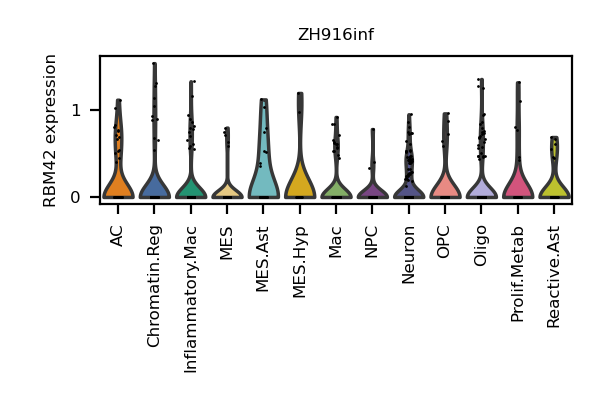 ZH916inf
RBM42 expression
1
0
AC
Chromatin.Reg
Inflammatory.Mac
MES
MES.Ast
MES.Hyp
Mac
NPC
Neuron
OPC
Oligo
Prolif.Metab
Reactive.Ast